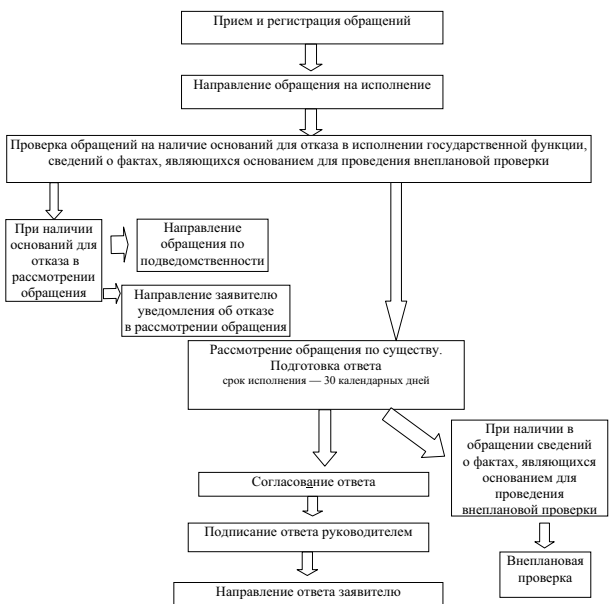 Прием и регистрация обращений
Направление обращения на исполнение
Проверка обращений на наличие оснований для отказа в исполнении государственной функции,
сведений о фактах, являющихся основанием для проведения внеплановой проверки
При наличии
оснований для
отказа в
рассмотрении
обращения
Направление
обращения по
подведомственности
Направление заявителю
уведомления об отказе
в рассмотрении обращения
Рассмотрение обращения по существу.
Подготовка ответа
срок исполнения — 30 календарных дней
При наличии в
обращении сведений
о фактах, являющихся
основанием для
проведения
внеплановой проверки
Согласование ответа
Подписание ответа руководителем
Внеплановая
проверка
Направление ответа заявителю